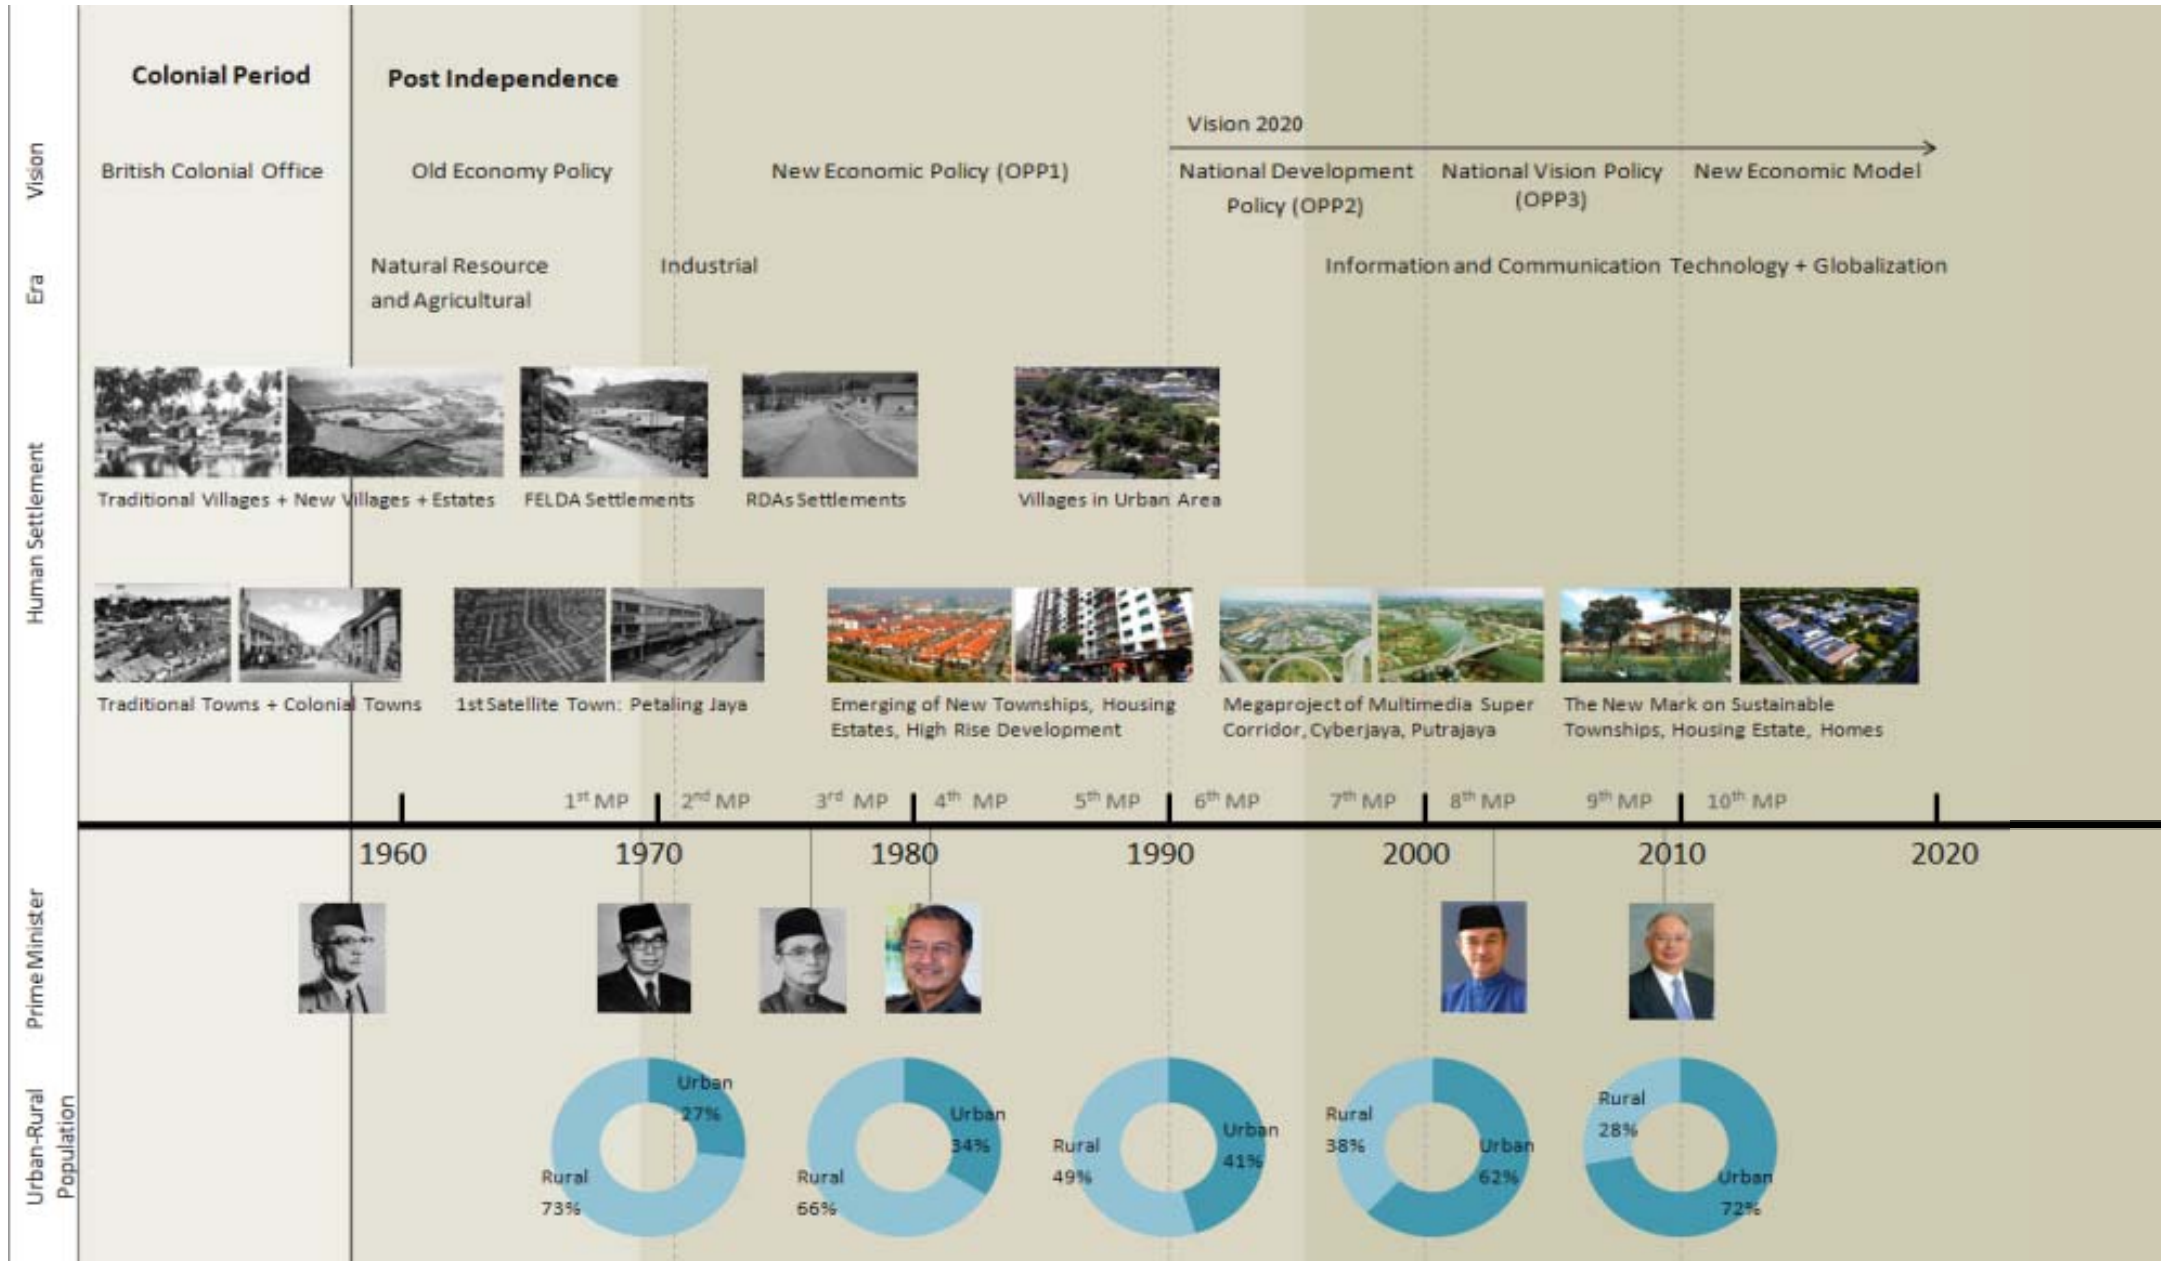 Colonial Period
Post Independence
Vision 2020
Vision
British Colonial Office
Old Economy Policy
New Economic Policy (OPP1)
National Development
Policy (OPP2)
National Vision Policy
(OPP3)
New Economic Model
Era
Natural Resource
and Agricultural
Industrial
Information and Communication Technology + Globalization
Human Settlement
Traditional Villages + New Villages + Estates
FELDA Settlements
RDAs Settlements
Villages in Urban Area
Traditional Towns + Colonial Towns
1st Satellite Town: Petaling Jaya
Emerging of New Townships, Housing
Estates, High Rise Development
Megaproject of Multimedia Super
Corridor, Cyberjaya, Putrajaya
The New Mark on Sustainable
Townships, Housing Estate, Homes
1st MP
2nd MP
3rd MP
4th MP
5th MP
6th MP
7th MP
8th MP
9th MP
10th MP
1960
1970
1980
1990
2000
2010
2020
Prime Minister
Urban-Rural
Population
Urban
27%
Rural
73%
Urban
34%
Rural
66%
Urban
41%
Rural
49%
Rural
38%
Urban
62%
Rural
28%
Urban
72%